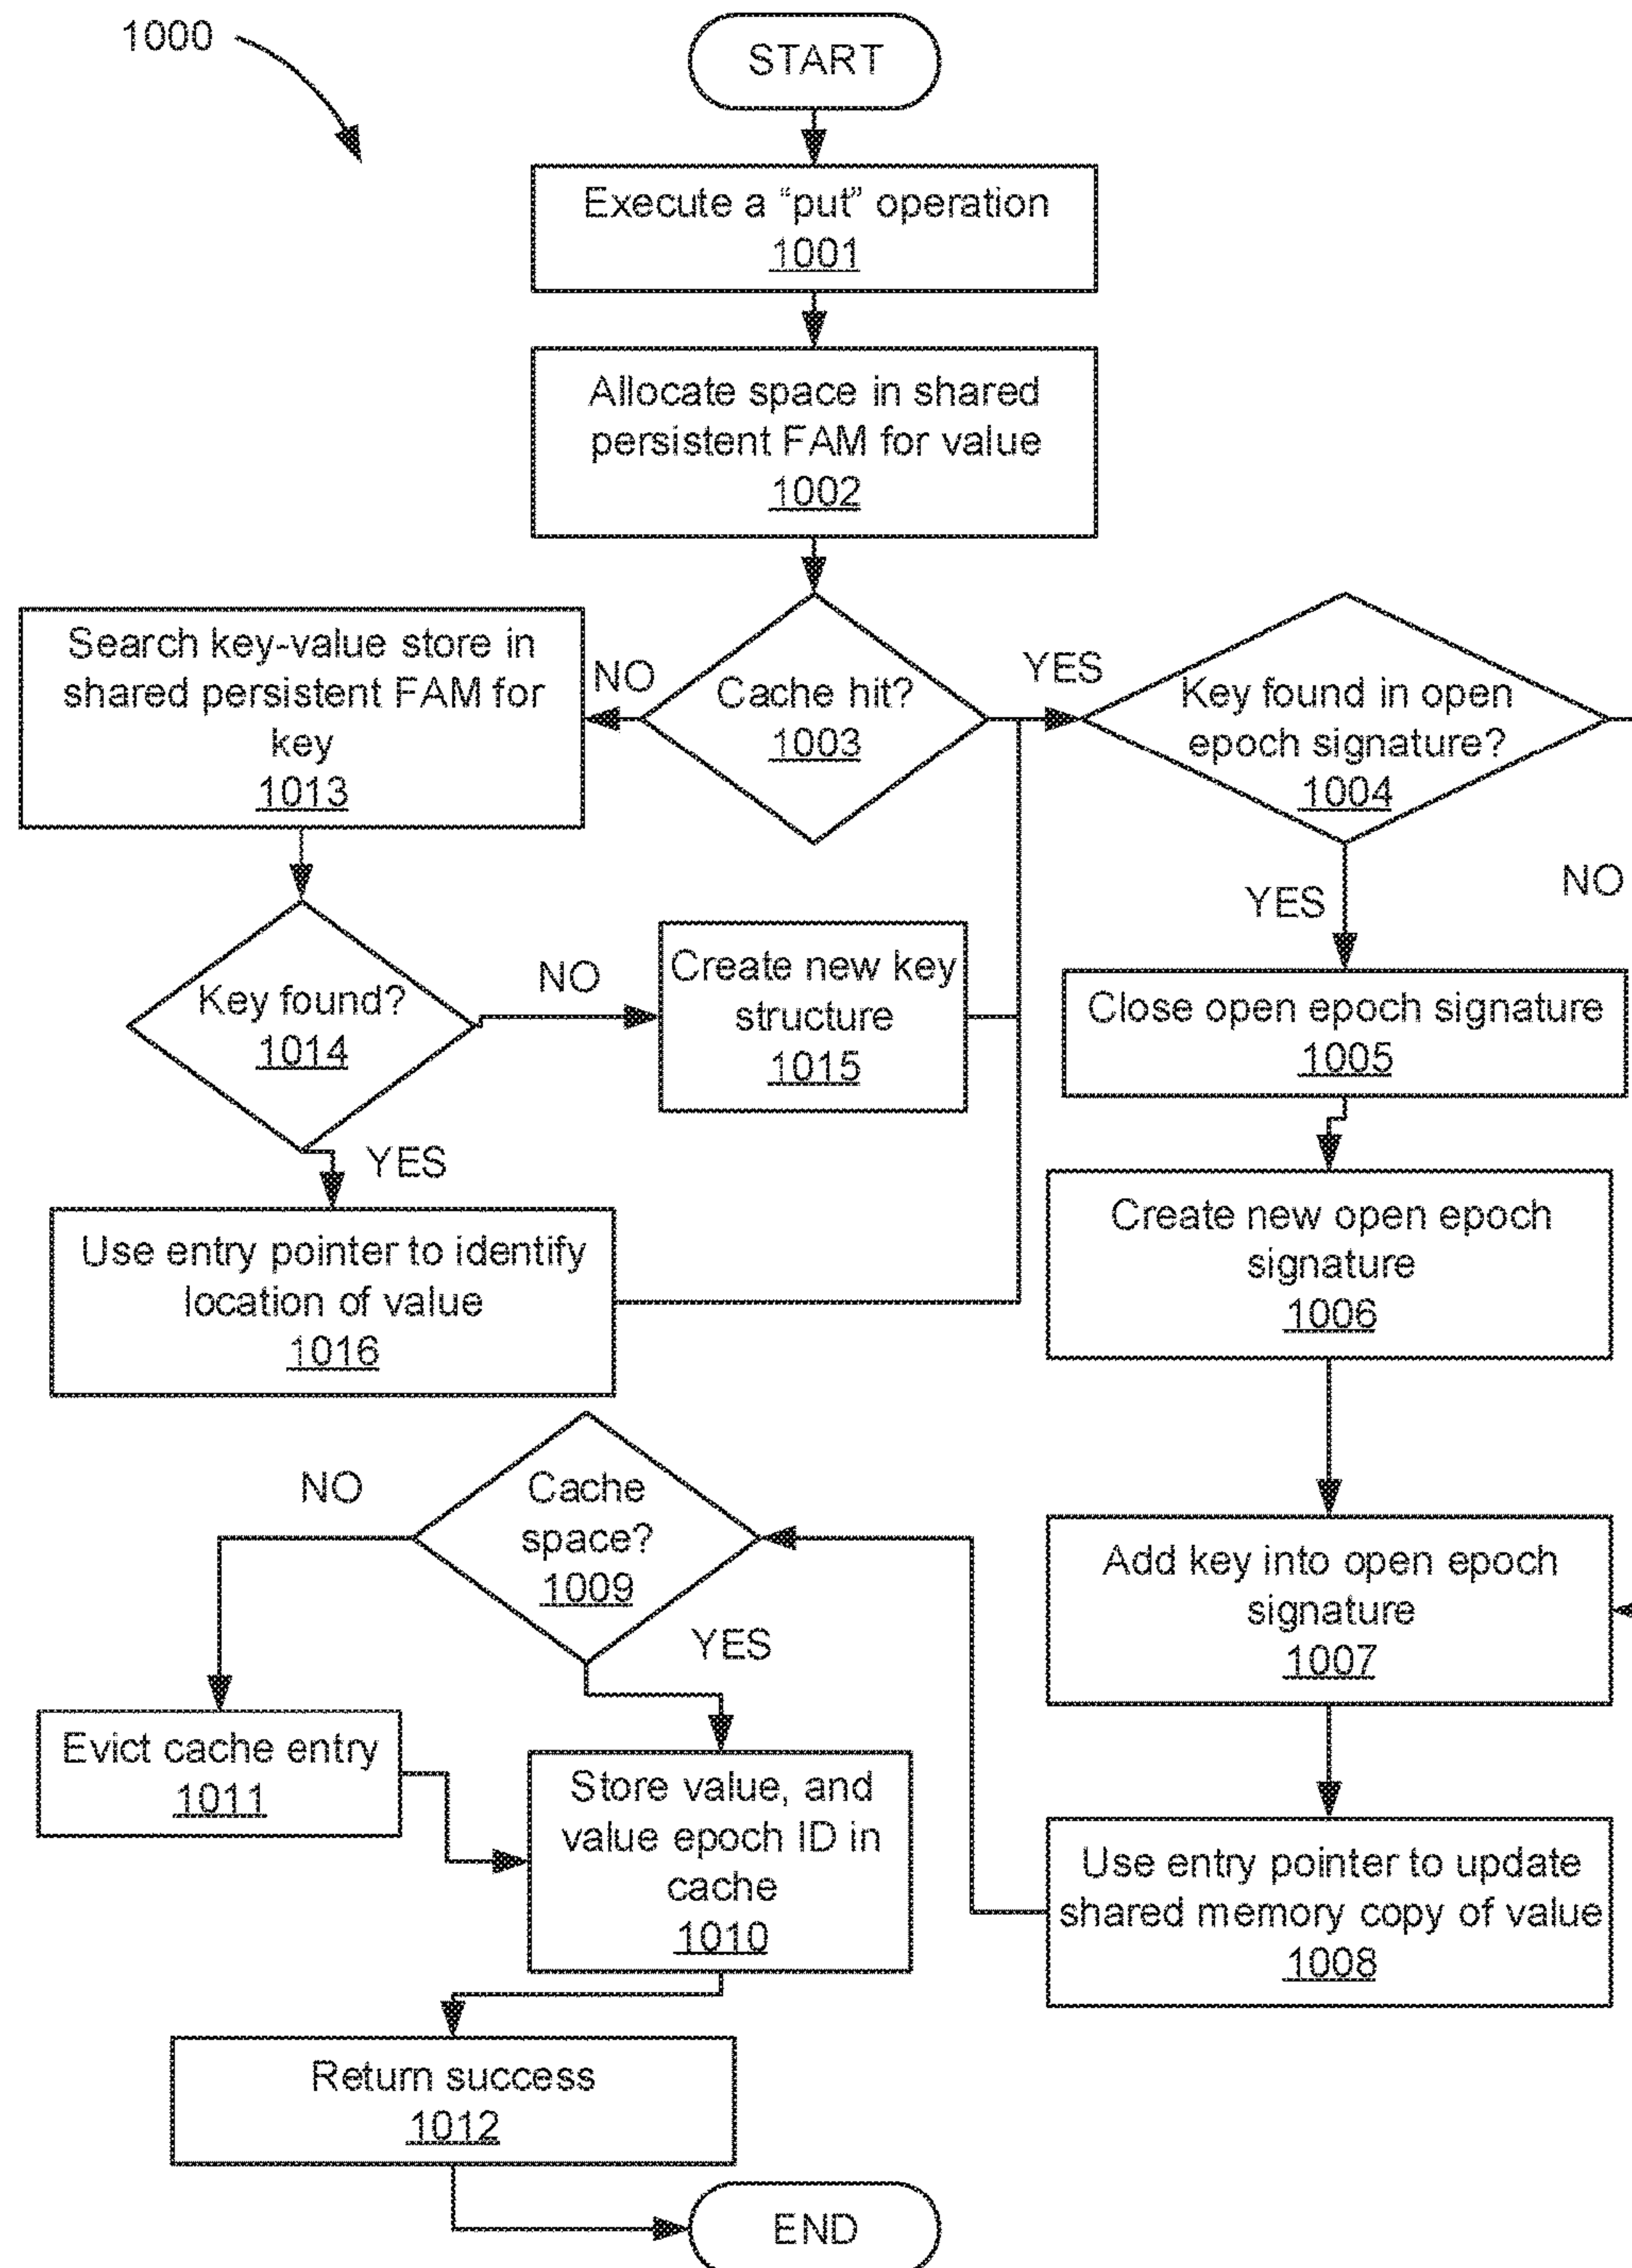 1000
START
Execute a “put” operation
1001
Allocate space in shared
persistent FAM for value
1002
Search key-value store in
shared persistent FAM for
key
1013
NO
Cache hit?
1003
YES
Key found in open
epoch signature?
1004
YES
NO
Key found?
1014
NO
Create new key
structure
1015
Close open epoch signature
1005
YES
Use entry pointer to identify
location of value
1016
Create new open epoch
signature
1006
NO
Cache
space?
1009
YES
Add key into open epoch
signature
1007
Evict cache entry
1011
Store value, and
value epoch ID in
cache
1010
Use entry pointer to update
shared memory copy of value
1008
Return success
1012
END